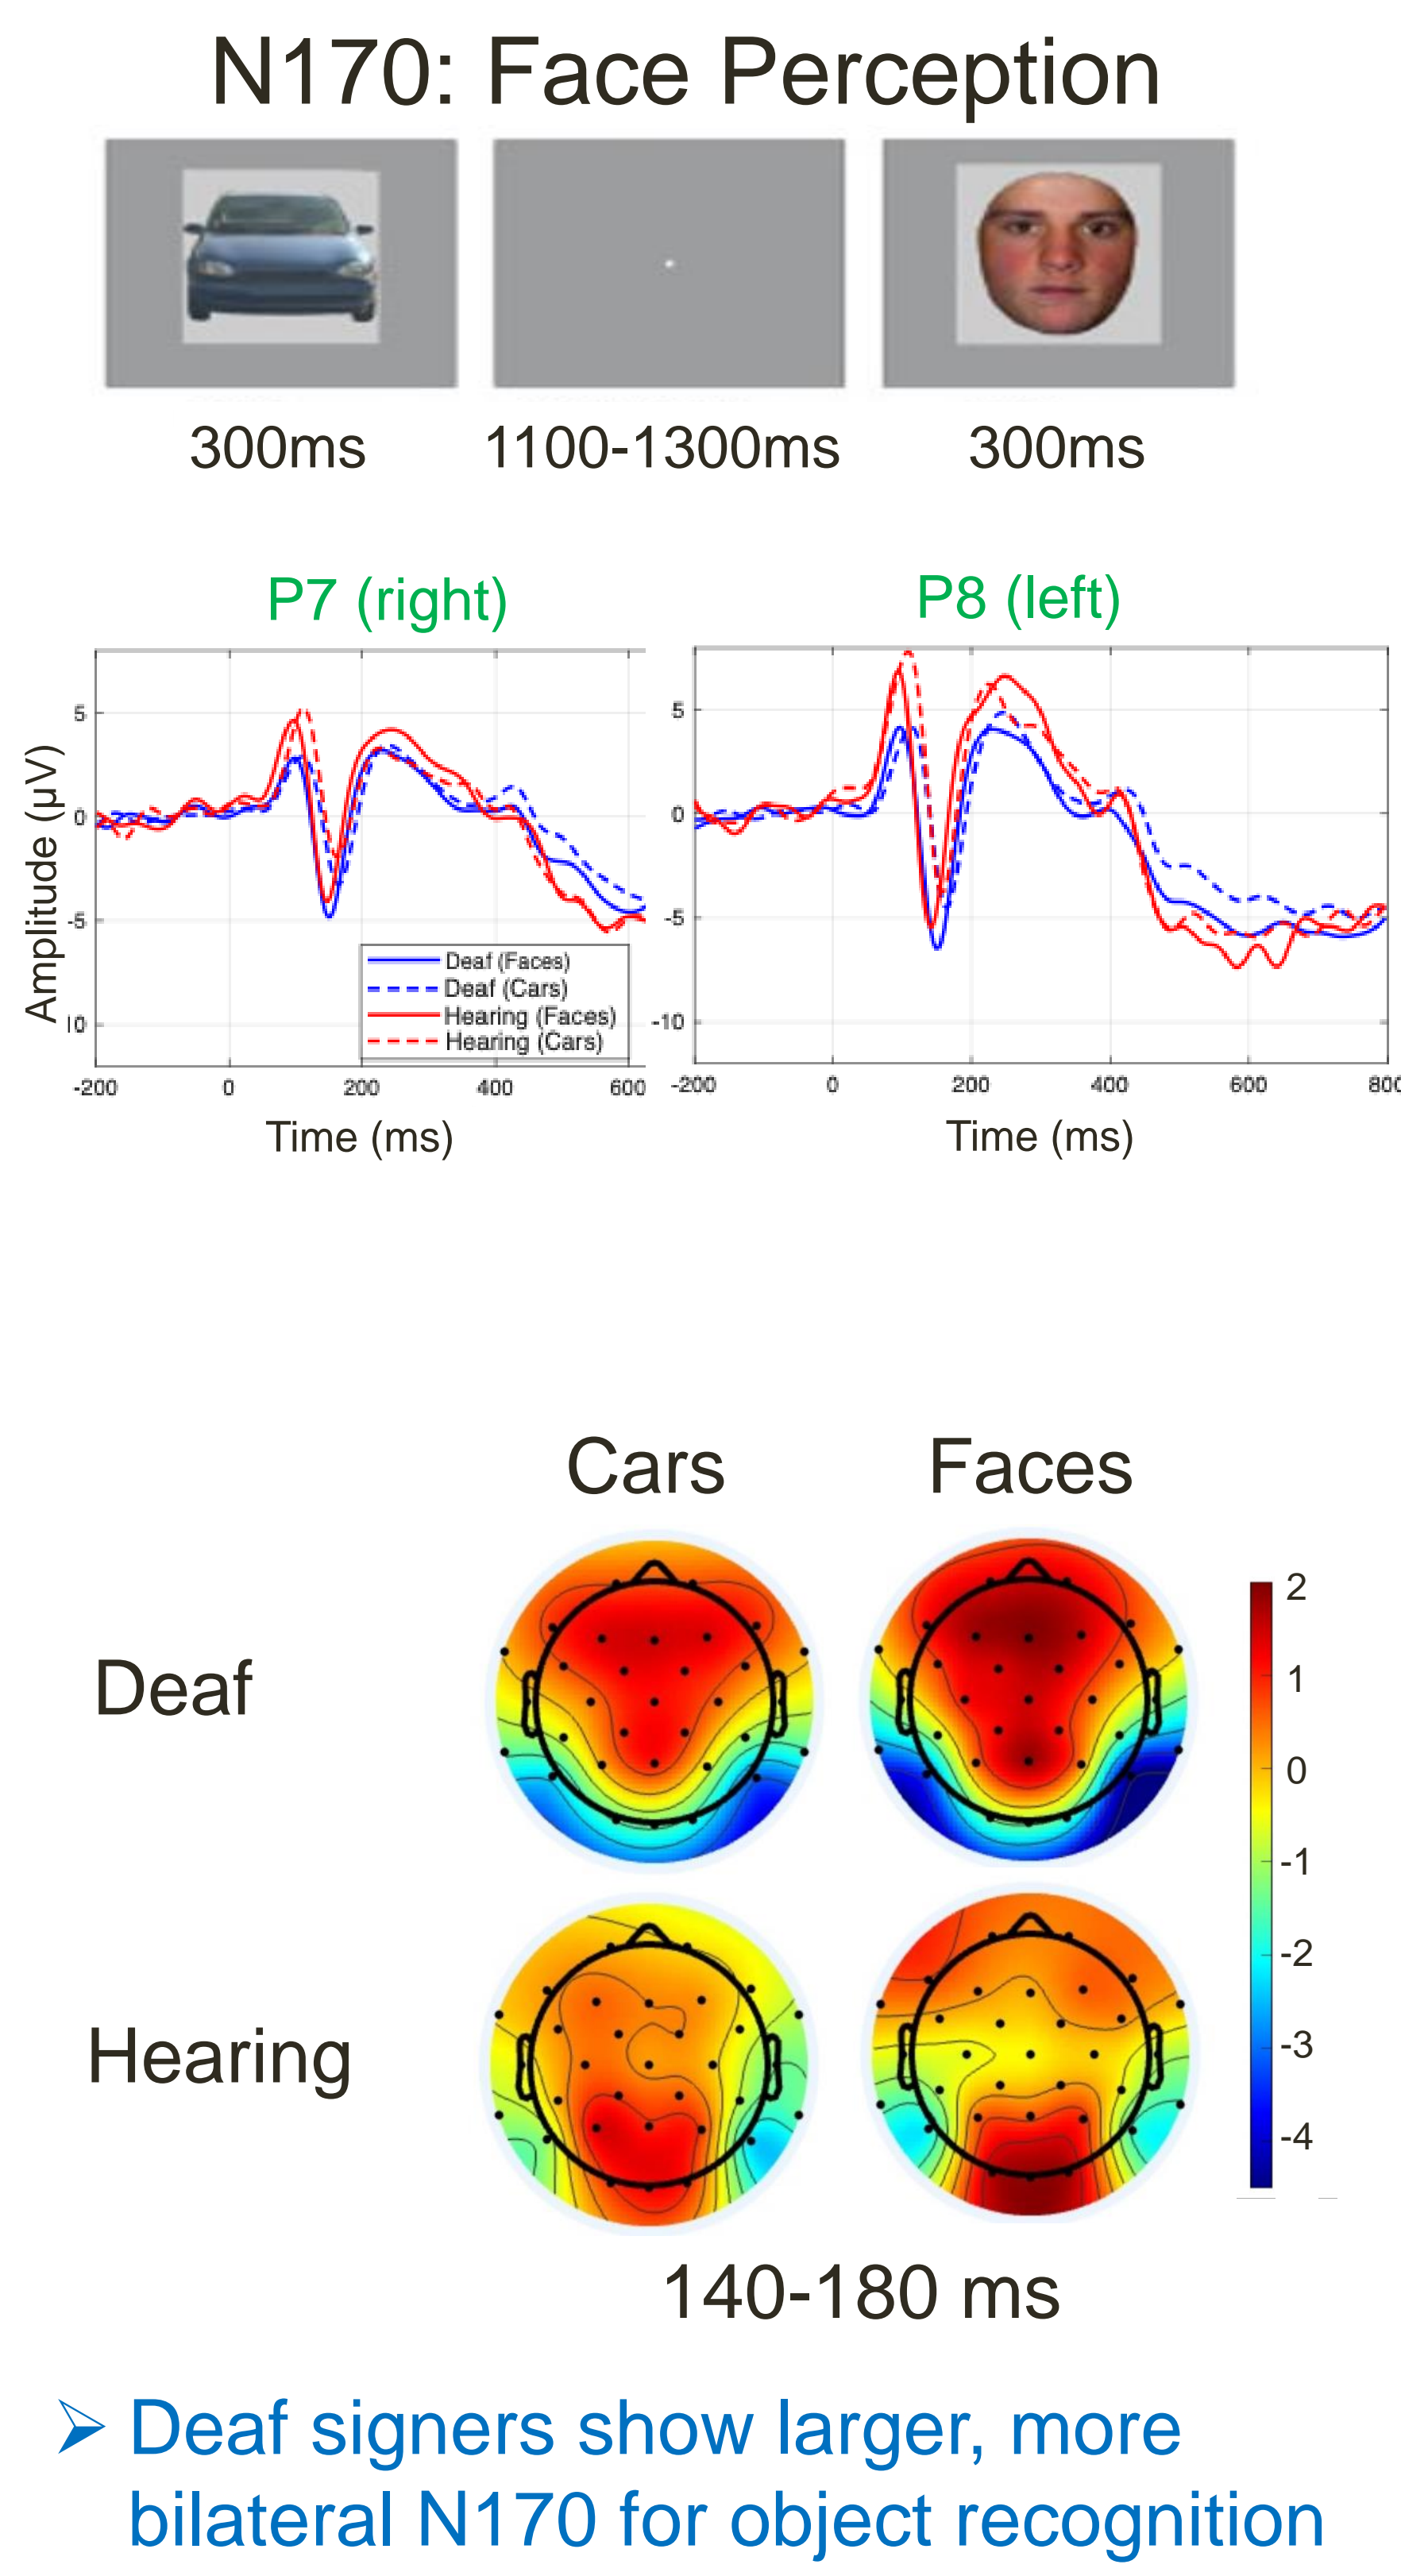 N170: Face Perception
300ms
1100-1300ms
300ms
P7 (right)
P8 (left)
Amplitude (µV)
5
0
-5
10
-200
0
200
400
600
Deaf (Faces)
Deaf (Cars)
Hearing (Faces)
Hearing (Cars)
Time (ms)
5
0
-5
-10
-200
0
200
400
600
800
Time (ms)
Cars
Faces
Deaf
Hearing
2
1
0
-1
-2
-3
-4
140-180 ms
➢ Deaf signers show larger, more
bilateral N170 for object recognition